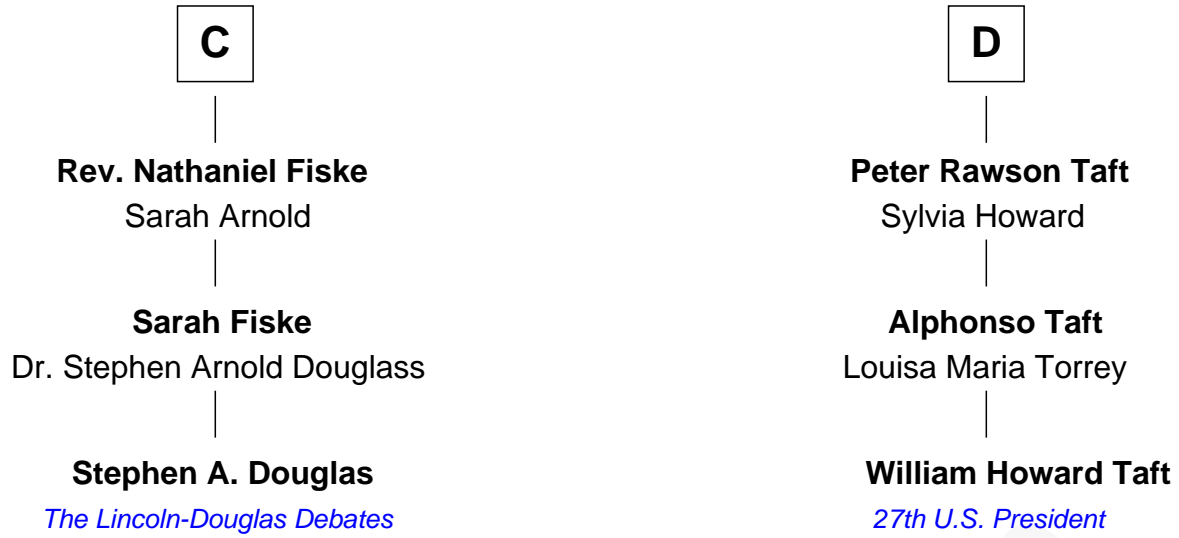 C
Rev. Nathaniel Fiske
Sarah Arnold
Sarah Fiske
Dr. Stephen Arnold Douglass
Stephen A. Douglas
The Lincoln-Douglas Debates
D
Peter Rawson Taft
Sylvia Howard
Alphonso Taft
Louisa Maria Torrey
William Howard Taft
27th U.S. President